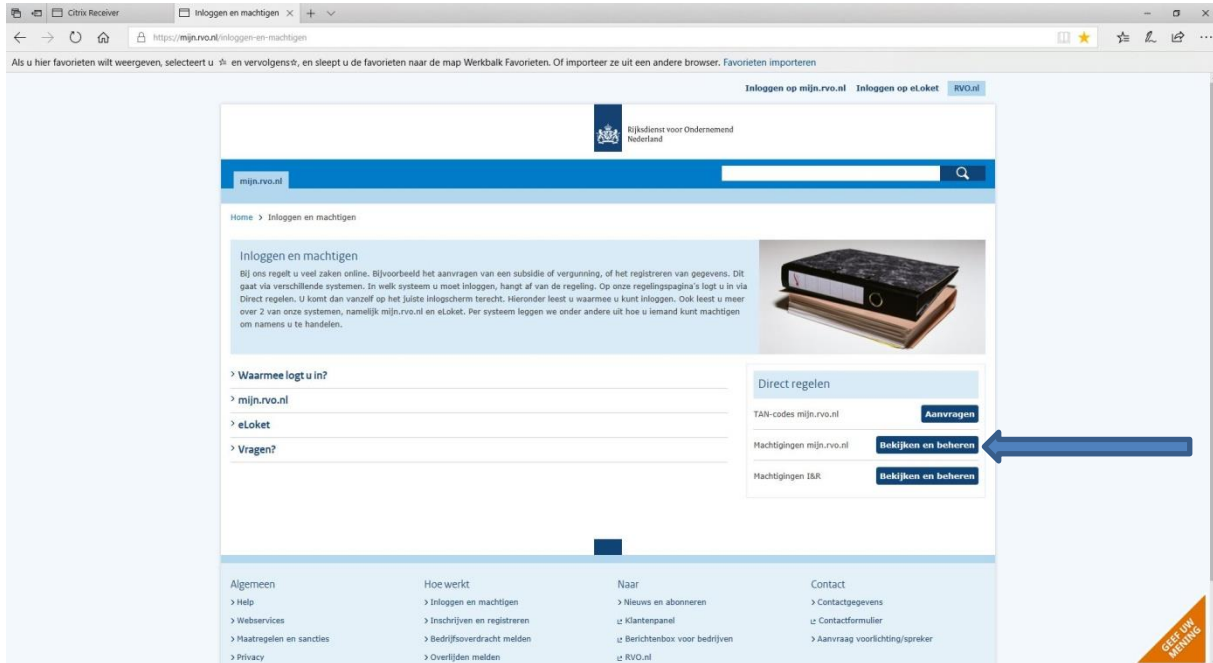 Citrix Receiver
Inloggen en machtigen
https://mijn.rvo.nl/inloggen-en-machtigen
Als u hier favorieten wilt weergeven, selecteert u en vervolgens, en sleept u de favorieten naar de map Werkbalk Favorieten. Of importeer ze uit een andere browser. Favorieten importeren
Inloggen op mijn.rvo.nl Inloggen op eLoket RVO.nl
Rijksdienst voor Ondernemend
Nederland
mijn.rvo.nl
Home > Inloggen en machtigen
Inloggen en machtigen
Bij ons regelt u veel zaken online. Bijvoorbeeld het aanvragen van een subsidie of vergunning, of het registreren van gegevens. Dit
gaat via verschillende systemen. In welk systeem u moet inloggen, hangt af van de regeling. Op onze regelingspagina's logt u in via
Direct regelen. U komt dan vanzelf op het juiste inlogscherm terecht. Hieronder leest u waarmee u kunt inloggen. Ook leest u meer
over 2 van onze systemen, namelijk mijn.rvo.nl en eLoket. Per systeem leggen we onder andere uit hoe u iemand kunt machtigen
om namens u te handelen.
> Waarmee logt u in?
> mijn.rvo.nl
> eLoket
> Vragen?
Direct regelen
TAN-codes mijn.rvo.nl Aanvragen
Machtigingen mijn.rvo.nl Bekijken en beheren
Machtigingen I&R Bekijken en beheren
Algemeen
> Help
> Webservices
> Maatregelen en sancties
> Privacy
Hoe werkt
> Inloggen en machtigen
> Inschrijven en registreren
> Bedrijfsoverdracht melden
> Overlijden melden
Naar
> Nieuws en abonneren
Klantenpanel
Berichtenbox voor bedrijven
RVO.nl
Contact
> Contactgegevens
Contactformulier
> Aanvraag voorlichting/spreker
GEEF UW
MENING